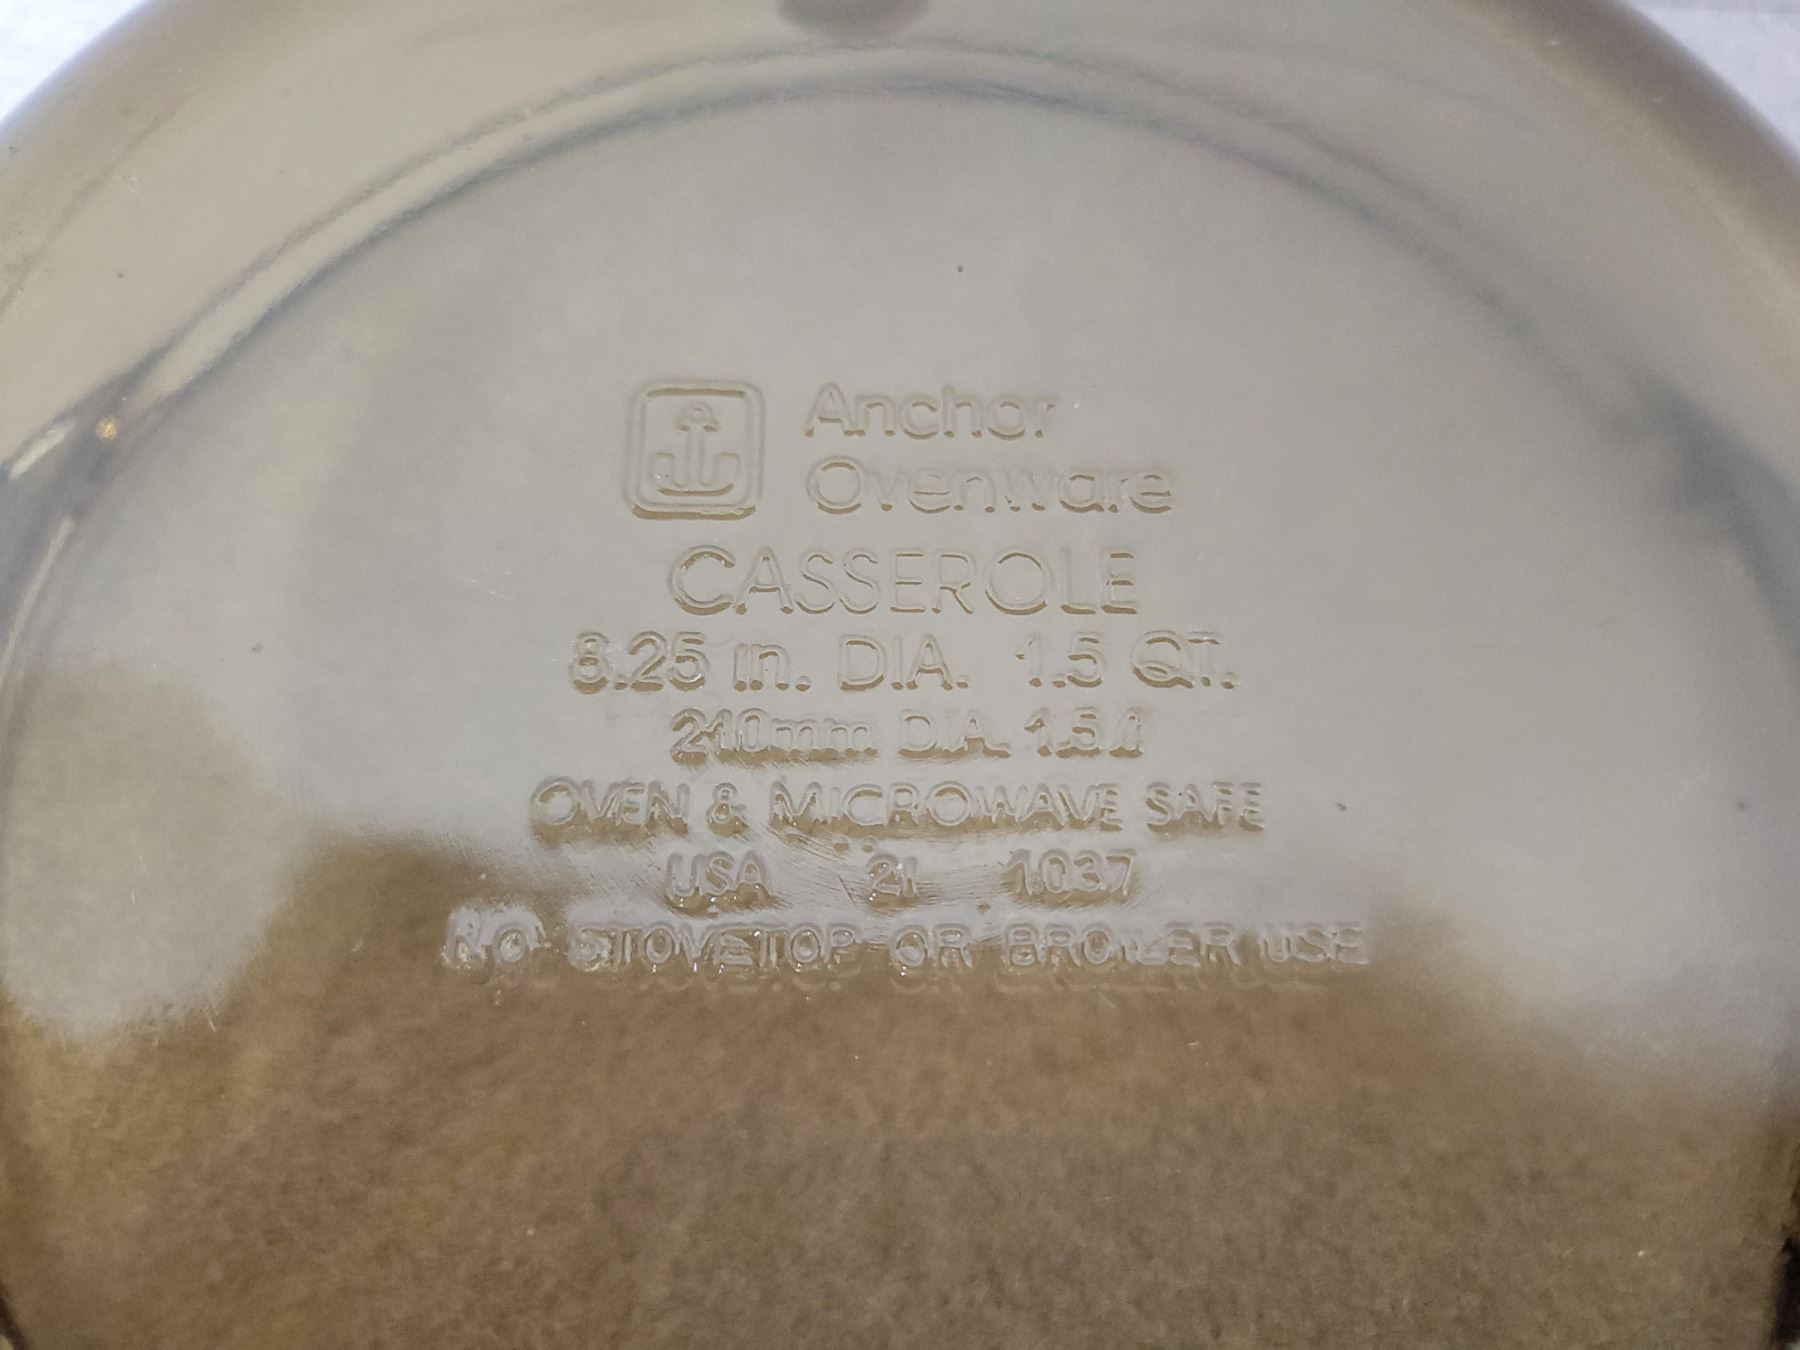 Anchor
Ovenware
CASSEROLE
8.25 in. DIA. 1.5 QT.
210mm DIA. 1.5 l
OVEN & MICROWAVE SAFE
USA 21 1037
NO STOVETOP OR BROILER USE